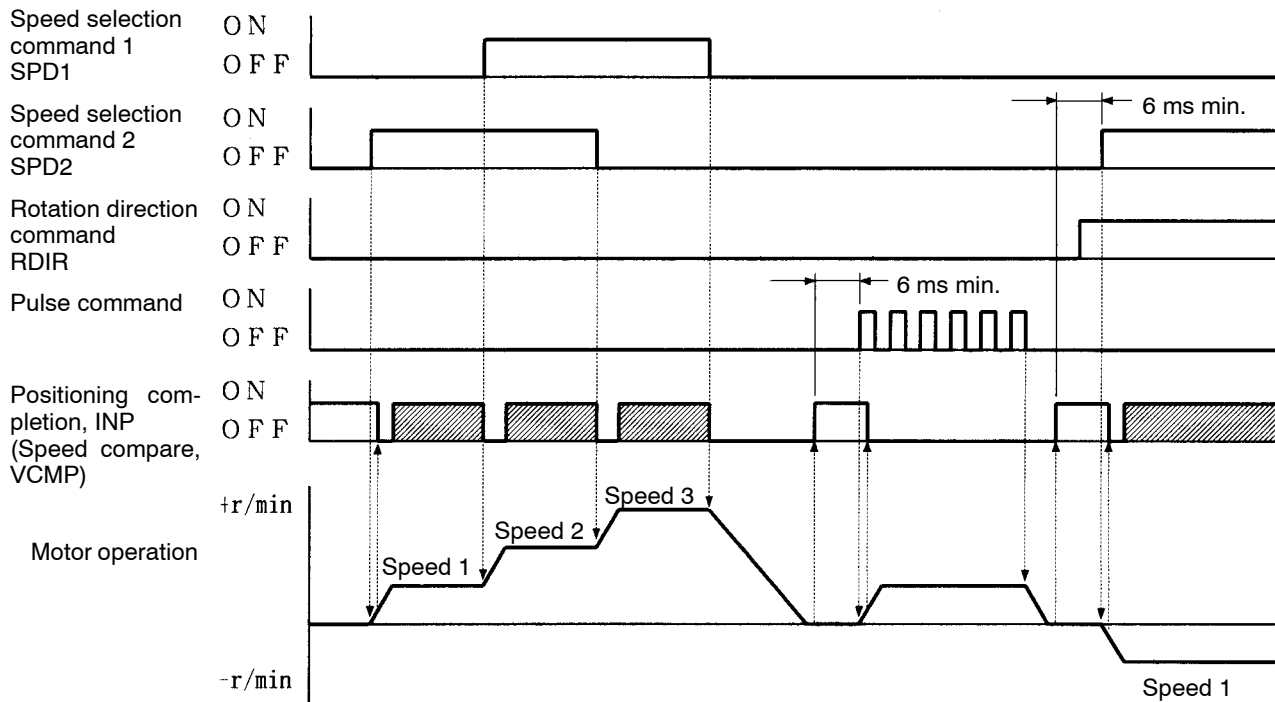 Speed selection
command 1
SPD1
ON
OFF
Speed selection
command 2
SPD2
ON
OFF
6 ms min.
Rotation direction
command
RDIR
ON
OFF
Pulse command
ON
OFF
6 ms min.
Positioning com-
pletion, INP
(Speed compare,
VCMP)
ON
OFF
Motor operation
+r/min
Speed 1
Speed 2
Speed 3
-r/min
Speed 1